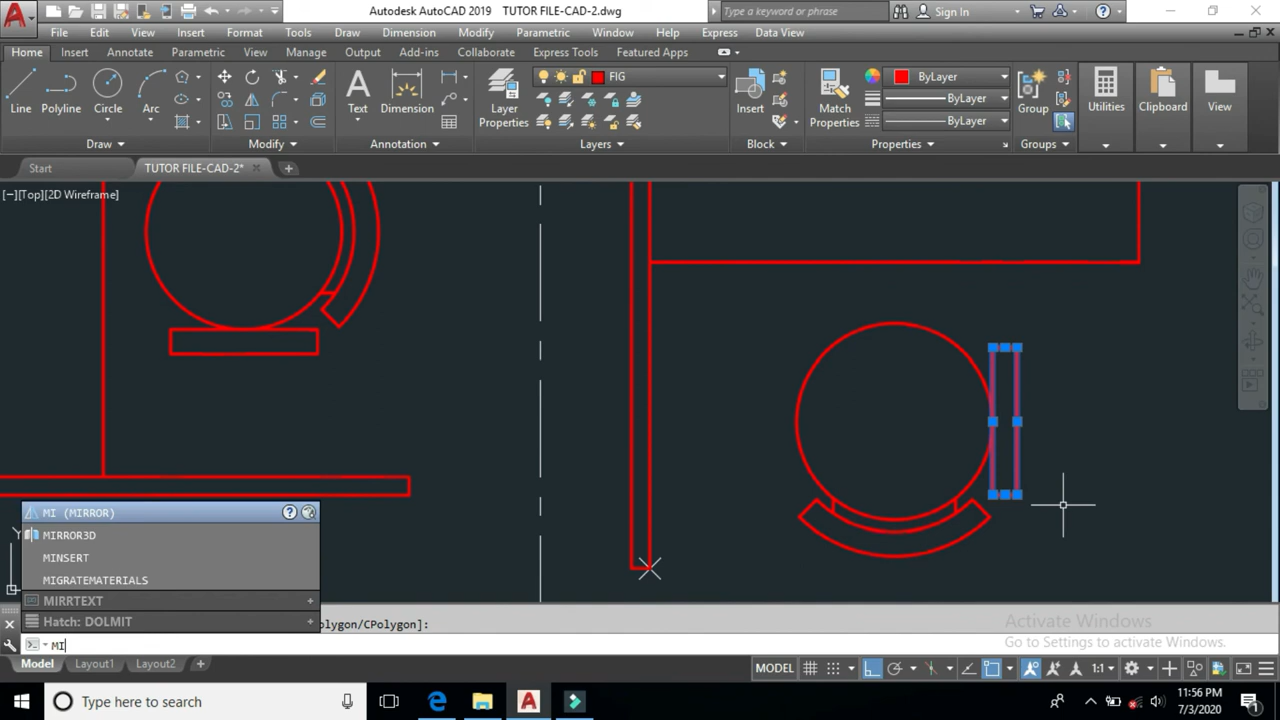 Autodesk AutoCAD 2019 TUTOR FILE-CAD-2.dwg
Type a keyword or phrase
Sign In
File Edit View Insert Format Tools Draw Dimension Modify Parametric Window Help Express Data View
Home Insert Annotate Parametric View Manage Output Add-ins Collaborate Express Tools Featured Apps
FIG
ByLayer
ByLayer
ByLayer
Line Polyline Circle Arc
Text Dimension
Layer
Properties
Insert
Match
Properties
Group
Utilities
Clipboard
View
Draw Modify Annotation Layers Block Properties Groups
Start TUTOR FILE-CAD-2*
[−][Top][2D Wireframe]
Y
MI (MIRROR)
MIRROR3D
MINSERT
MIGRATEMATERIALS
MIRRTEXT
Hatch: DOLMIT
olygon/CPolygon]:
MI
Activate Windows
Go to Settings to activate Windows.
Model Layout1 Layout2
MODEL
1:1
Type here to search
11:56 PM
7/3/2020
1